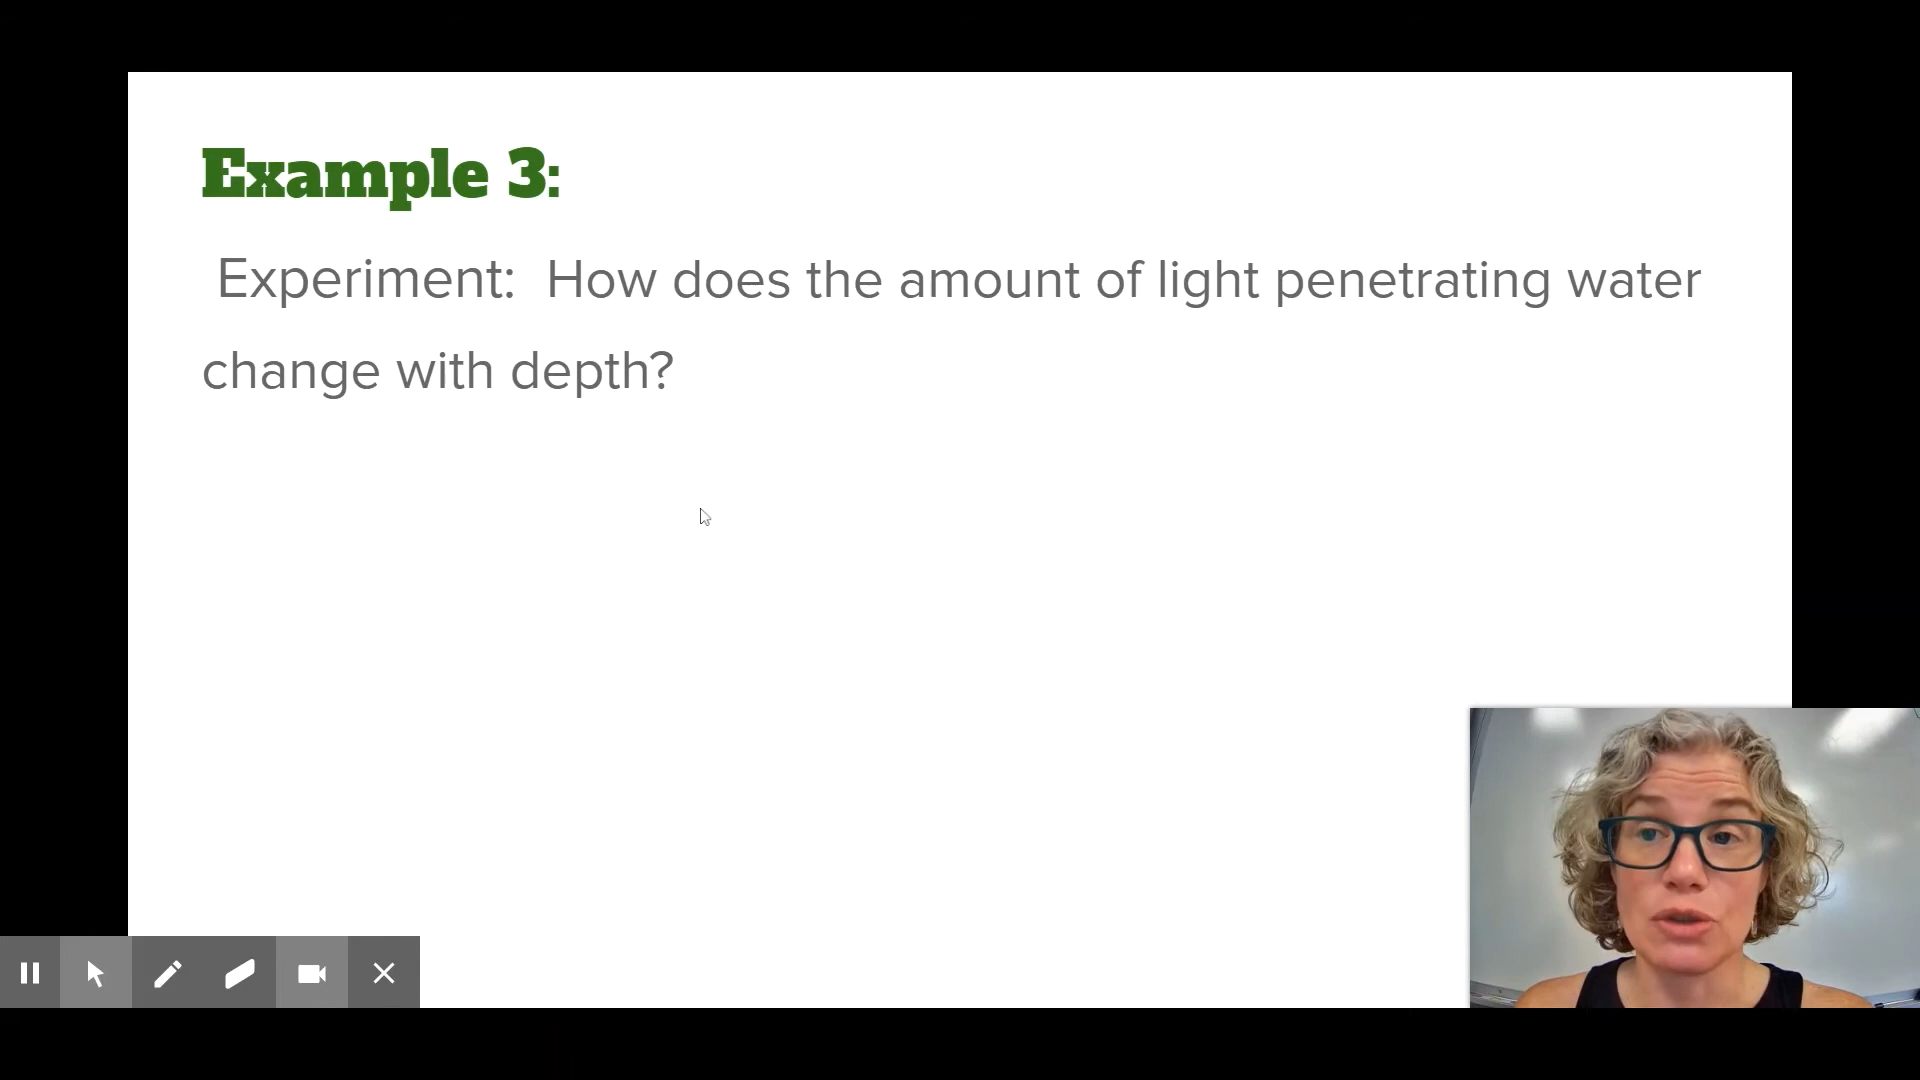 Example 3:
Experiment: How does the amount of light penetrating water
change with depth?